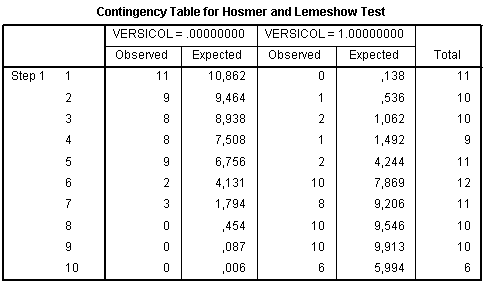 Contingency Table for Hosmer and Lemeshow Test
VERSICOL = .00000000 VERSICOL = 1.00000000
Observed Expected Observed Expected Total
Step 1 1 11 10,862 0 ,138 11
2 9 9,464 1 ,536 10
3 8 8,938 2 1,062 10
4 8 7,508 1 1,492 9
5 9 6,756 2 4,244 11
6 2 4,131 10 7,869 12
7 3 1,794 8 9,206 11
8 0 ,454 10 9,546 10
9 0 ,087 10 9,913 10
10 0 ,006 6 5,994 6